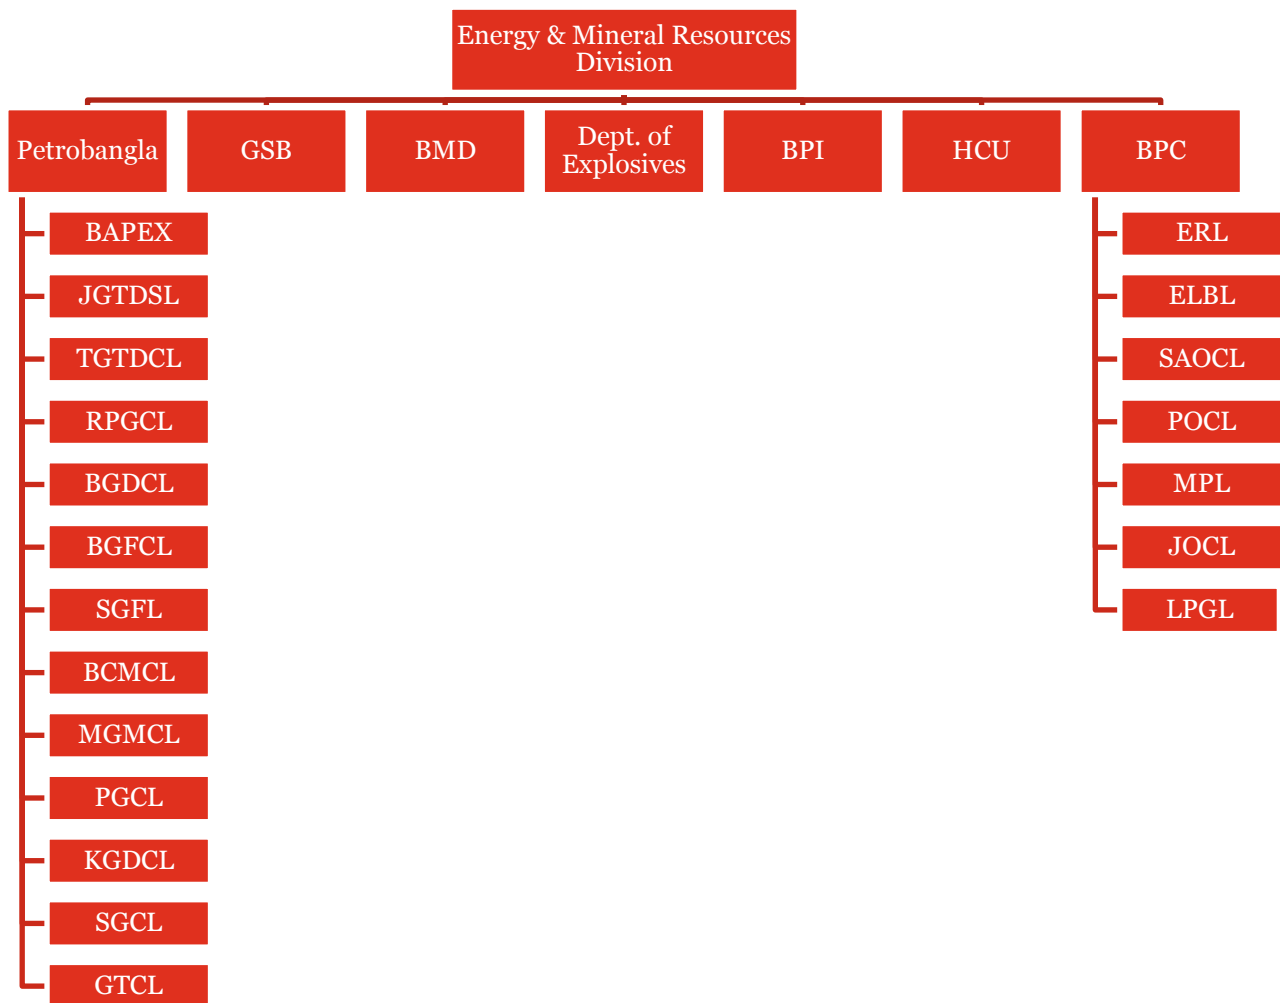 Energy & Mineral Resources
Division
Petrobangla
GSB
BMD
Dept. of
Explosives
BPI
HCU
BPC
BAPEX
JGTDSL
TGTDCL
RPGCL
BGDCL
BGFCL
SGFL
BCMCL
MGMCL
PGCL
KGDCL
SGCL
GTCL
ERL
ELBL
SAOCL
POCL
MPL
JOCL
LPGL